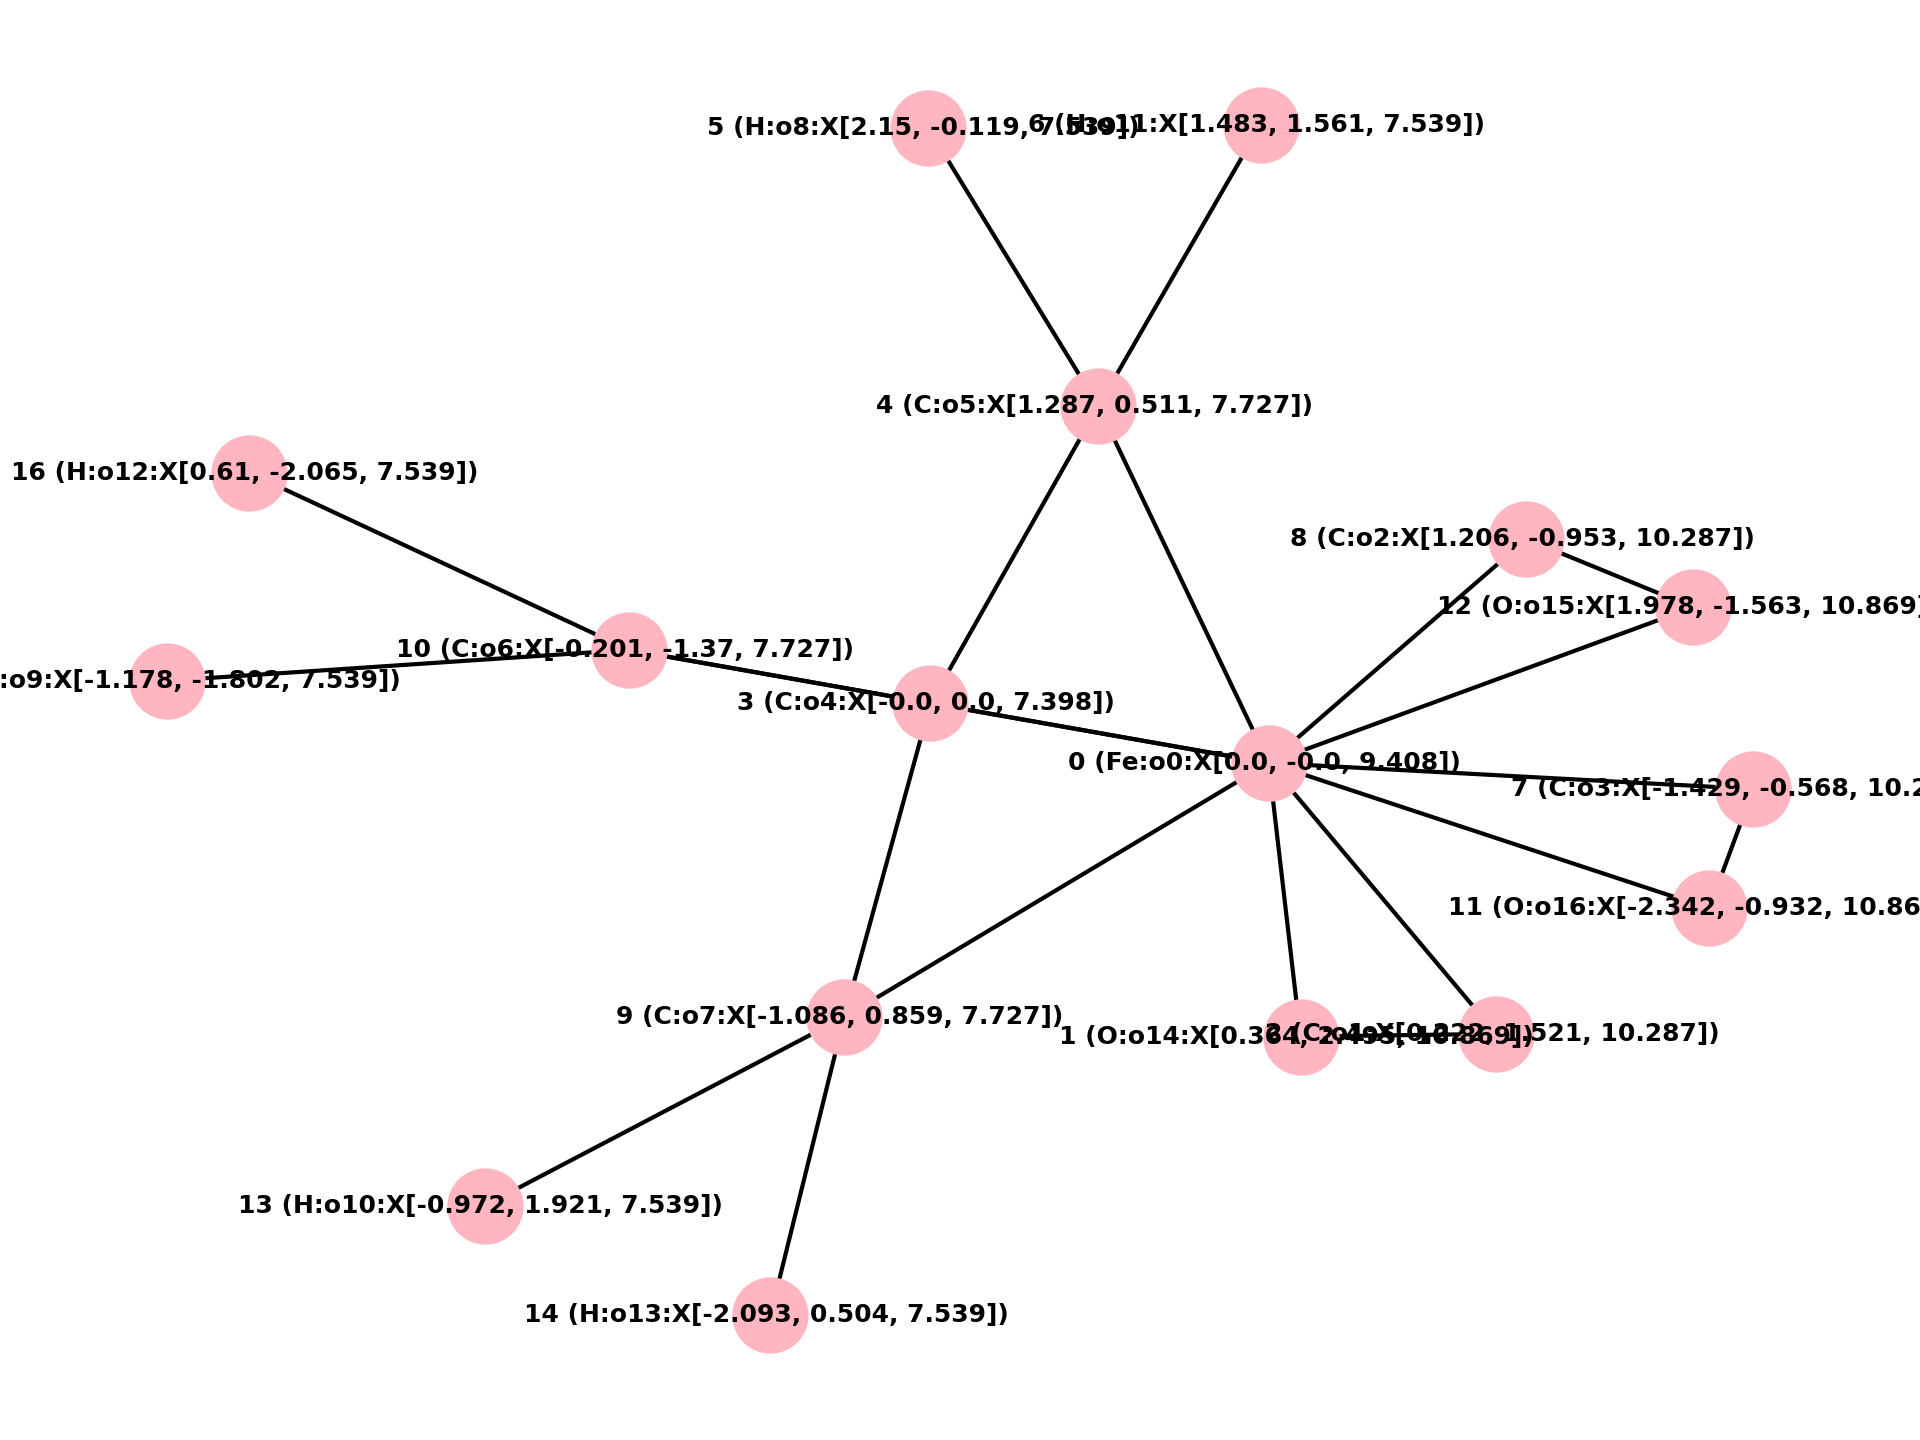 5 (H:o8:X[2.15, -0.119, 7.539])
6 (H:o11:X[1.483, 1.561, 7.539])
4 (C:o5:X[1.287, 0.511, 7.727])
16 (H:o12:X[0.61, -2.065, 7.539])
8 (C:o2:X[1.206, -0.953, 10.287])
12 (O:o15:X[1.978, -1.563, 10.869]
10 (C:o6:X[-0.201, -1.37, 7.727])
:o9:X[-1.178, -1.802, 7.539])
3 (C:o4:X[-0.0, 0.0, 7.398])
0 (Fe:o0:X[0.0, -0.0, 9.408])
7 (C:o3:X[-1.429, -0.568, 10.2
11 (O:o16:X[-2.342, -0.932, 10.86
9 (C:o7:X[-1.086, 0.859, 7.727])
1 (O:o14:X[0.364, 2.495, 10.869])
2 (C:o1:X[0.222, 1.521, 10.287])
13 (H:o10:X[-0.972, 1.921, 7.539])
14 (H:o13:X[-2.093, 0.504, 7.539])